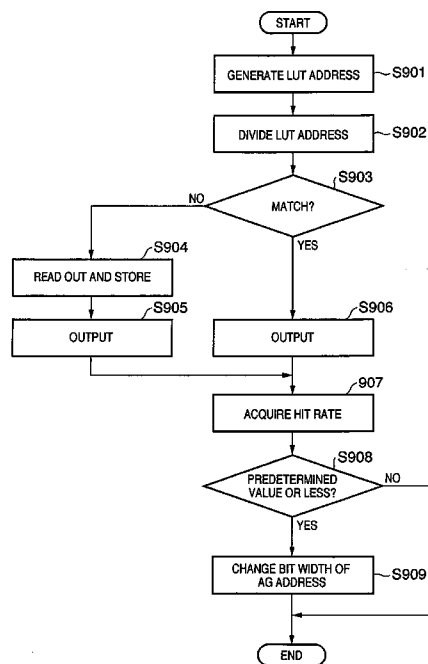 START
GENERATE LUT ADDRESS
S901
DIVIDE LUT ADDRESS
S902
S903
MATCH?
NO
YES
S904
READ OUT AND STORE
S905
OUTPUT
S906
OUTPUT
907
ACQUIRE HIT RATE
S908
PREDETERMINED
VALUE OR LESS?
NO
YES
CHANGE BIT WIDTH OF
AG ADDRESS
S909
END